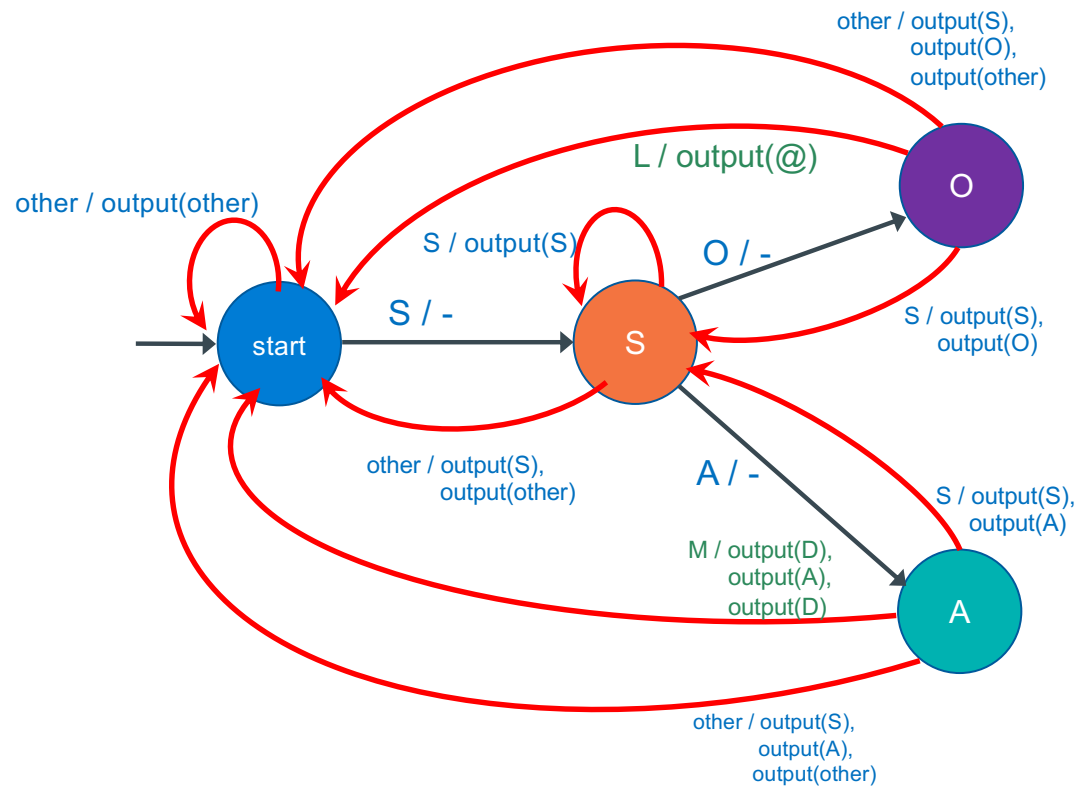 other / output(S),
output(O),
output(other)
L / output(@)
O
other / output(other)
S / output(S)
O / -
S / -
S / output(S),
output(O)
start
S
other / output(S),
output(other)
A / -
S / output(S),
output(A)
M / output(D),
output(A),
output(D)
A
other / output(S),
output(A),
output(other)